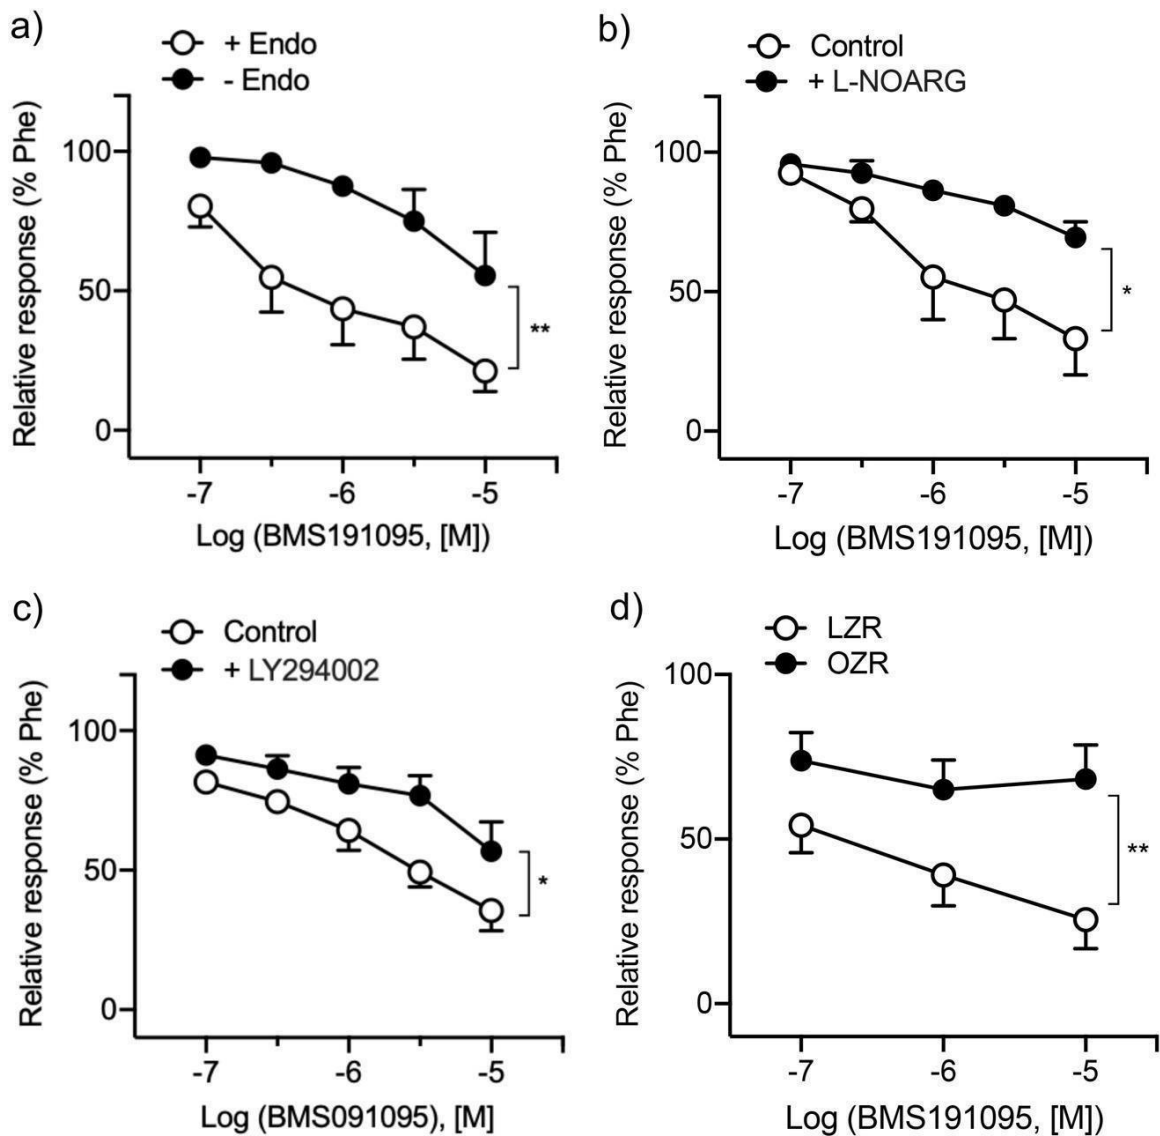 a)
+ Endo
- Endo
Relative response (% Phe)
100
50
0
**
-7
-6
-5
Log (BMS191095, [M])
b)
Control
+ L-NOARG
Relative response (% Phe)
100
50
0
*
-7
-6
-5
Log (BMS191095, [M])
c)
Control
+ LY294002
Relative response (% Phe)
100
50
0
*
-7
-6
-5
Log (BMS091095), [M]
d)
LZR
OZR
Relative response (% Phe)
100
50
0
**
-7
-6
-5
Log (BMS191095, [M])